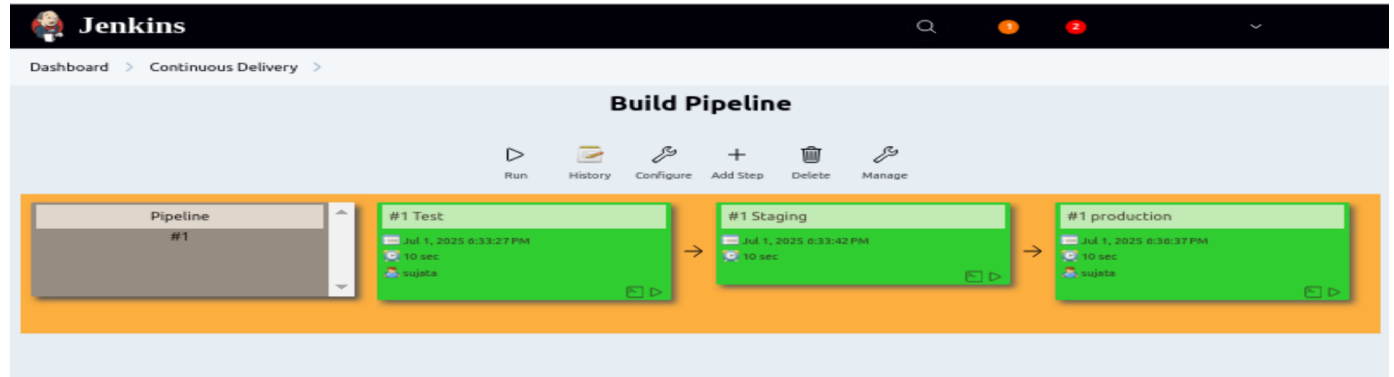 Jenkins
1
2
Dashboard > Continuous Delivery >
Build Pipeline
Run History Configure Add Step Delete Manage
Pipeline
#1
#1 Test
Jul 1, 2025 6:33:27 PM
10 sec
sujata
#1 Staging
Jul 1, 2025 6:33:42 PM
10 sec
#1 production
Jul 1, 2025 6:36:37 PM
10 sec
sujata